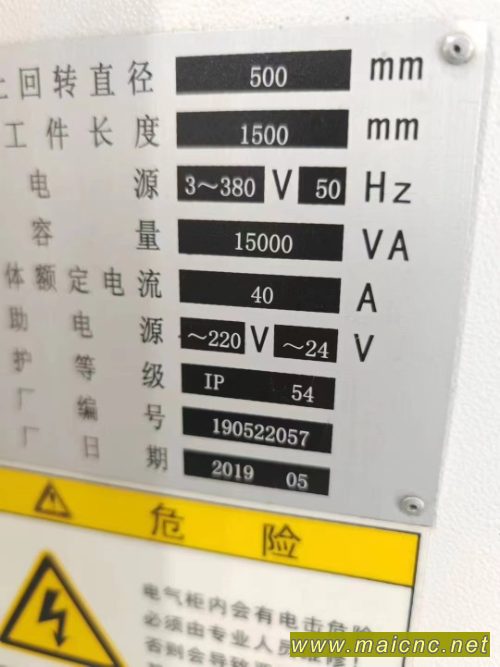 上回转直径 500 mm
工件长度 1500 mm
电源 3~380 V 50 Hz
容量 15000 VA
体额定电流 40 A
助电源 ~220 V ~24 V
护等级 IP 54
厂编号 190522057
厂日期 2019 05
危险
电气柜内会有电击危险
必须由专业人员
否则会导致
www.maicnc.net